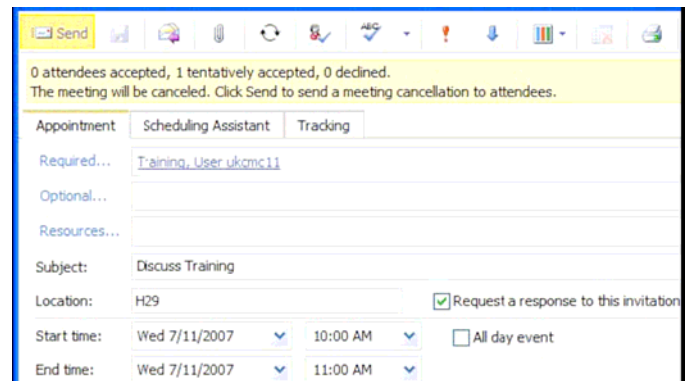 Send
ABC
0 attendees accepted, 1 tentatively accepted, 0 declined.
The meeting will be canceled. Click Send to send a meeting cancellation to attendees.
Appointment Scheduling Assistant Tracking
Required... Training, User ukcmc11
Optional...
Resources...
Subject: Discuss Training
Location: H29 Request a response to this invitation
Start time: Wed 7/11/2007 10:00 AM All day event
End time: Wed 7/11/2007 11:00 AM